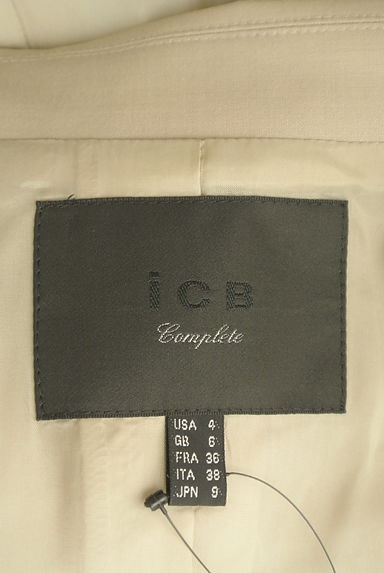 iCB
Complete
USA 4
GB 6
FRA 36
ITA 38
JPN 9